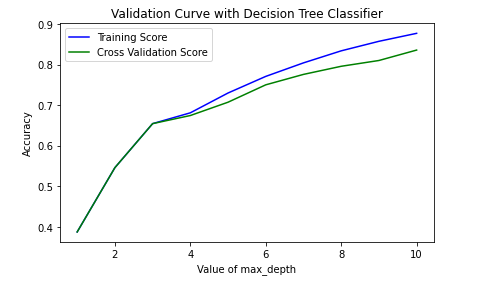 Validation Curve with Decision Tree Classifier
Training Score
Cross Validation Score
0.9
0.8
0.7
0.6
0.5
0.4
Accuracy
2
4
6
8
10
Value of max_depth